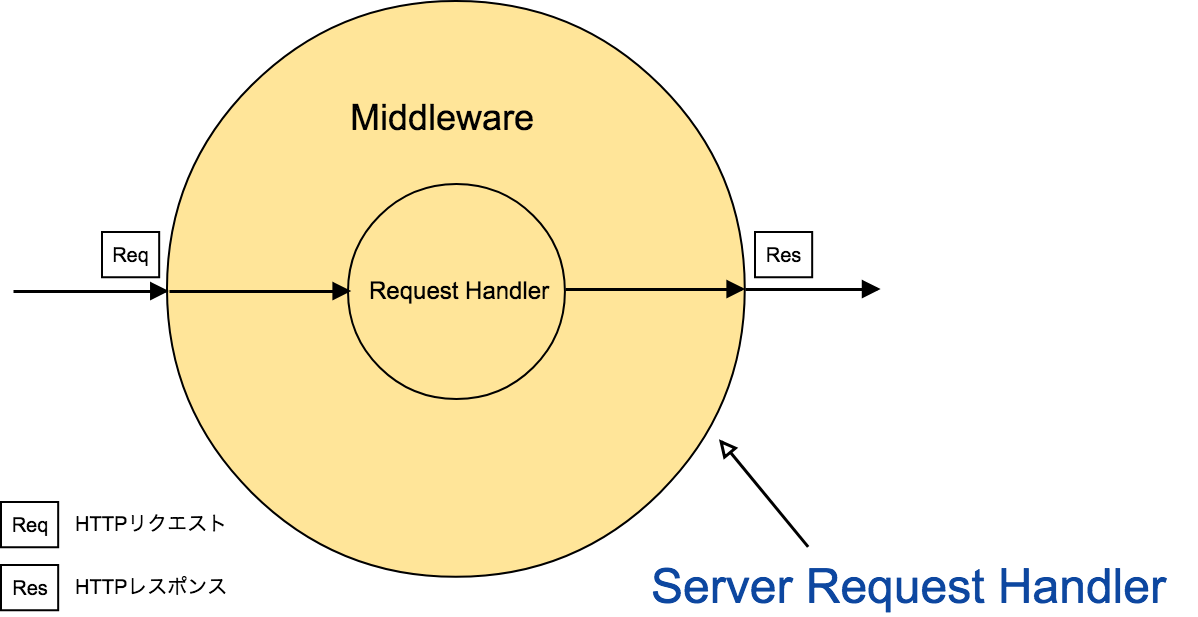 Middleware
Req
Res
Request Handler
Req HTTPリクエスト
Res HTTPレスポンス
Server Request Handler